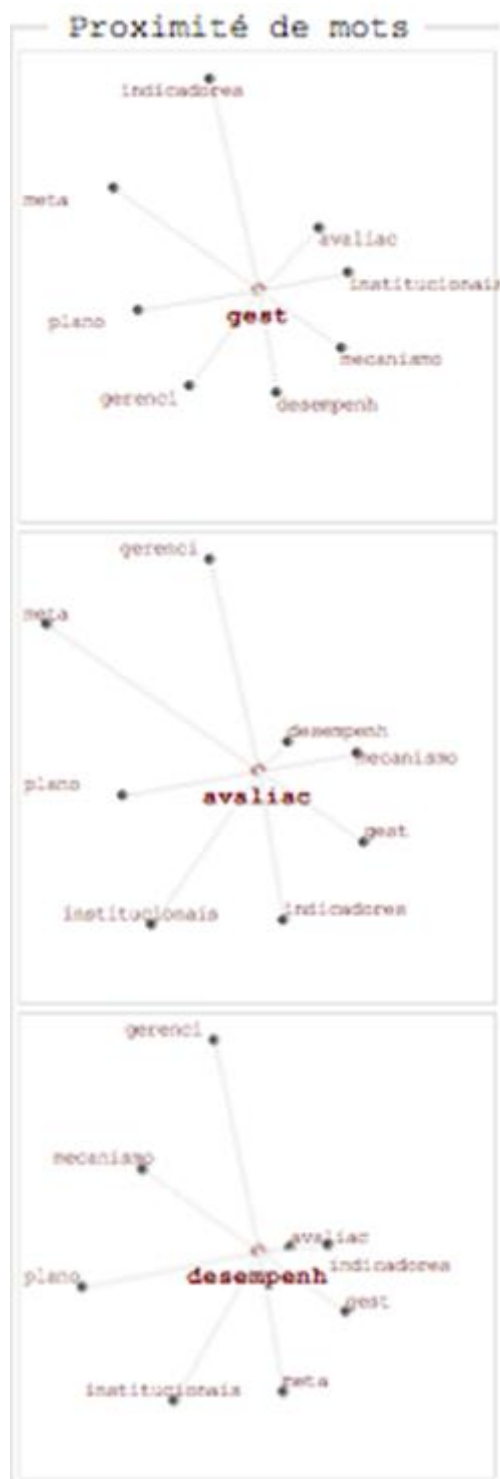 Proximité de mots
indicadores
meta
avaliac
institucionais
gest
plano
mecanismo
gerenci
desempenh
gerenci
meta
desempenh
mecanismo
plano
avaliac
gest
institucionais
indicadores
gerenci
mecanismo
avaliac
indicadores
plano
desempenh
gest
meta
institucionais